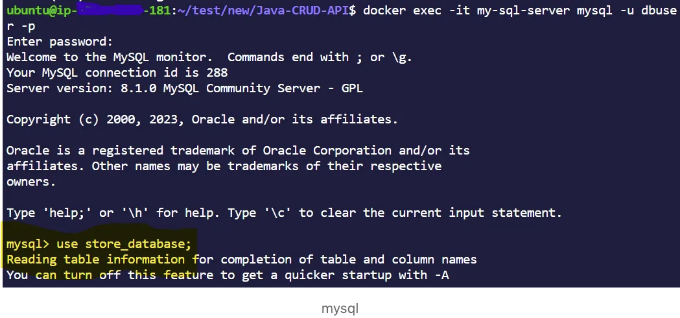 ubuntu@ip-            -181:~/test/new/Java-CRUD-API$ docker exec -it my-sql-server mysql -u dbuse
r -p
Enter password:
Welcome to the MySQL monitor.  Commands end with ; or \g.
Your MySQL connection id is 288
Server version: 8.1.0 MySQL Community Server - GPL
Copyright (c) 2000, 2023, Oracle and/or its affiliates.
Oracle is a registered trademark of Oracle Corporation and/or its
affiliates. Other names may be trademarks of their respective
owners.
Type 'help;' or '\h' for help. Type '\c' to clear the current input statement.
mysql> use store_database;
Reading table information for completion of table and column names
You can turn off this feature to get a quicker startup with -A
mysql